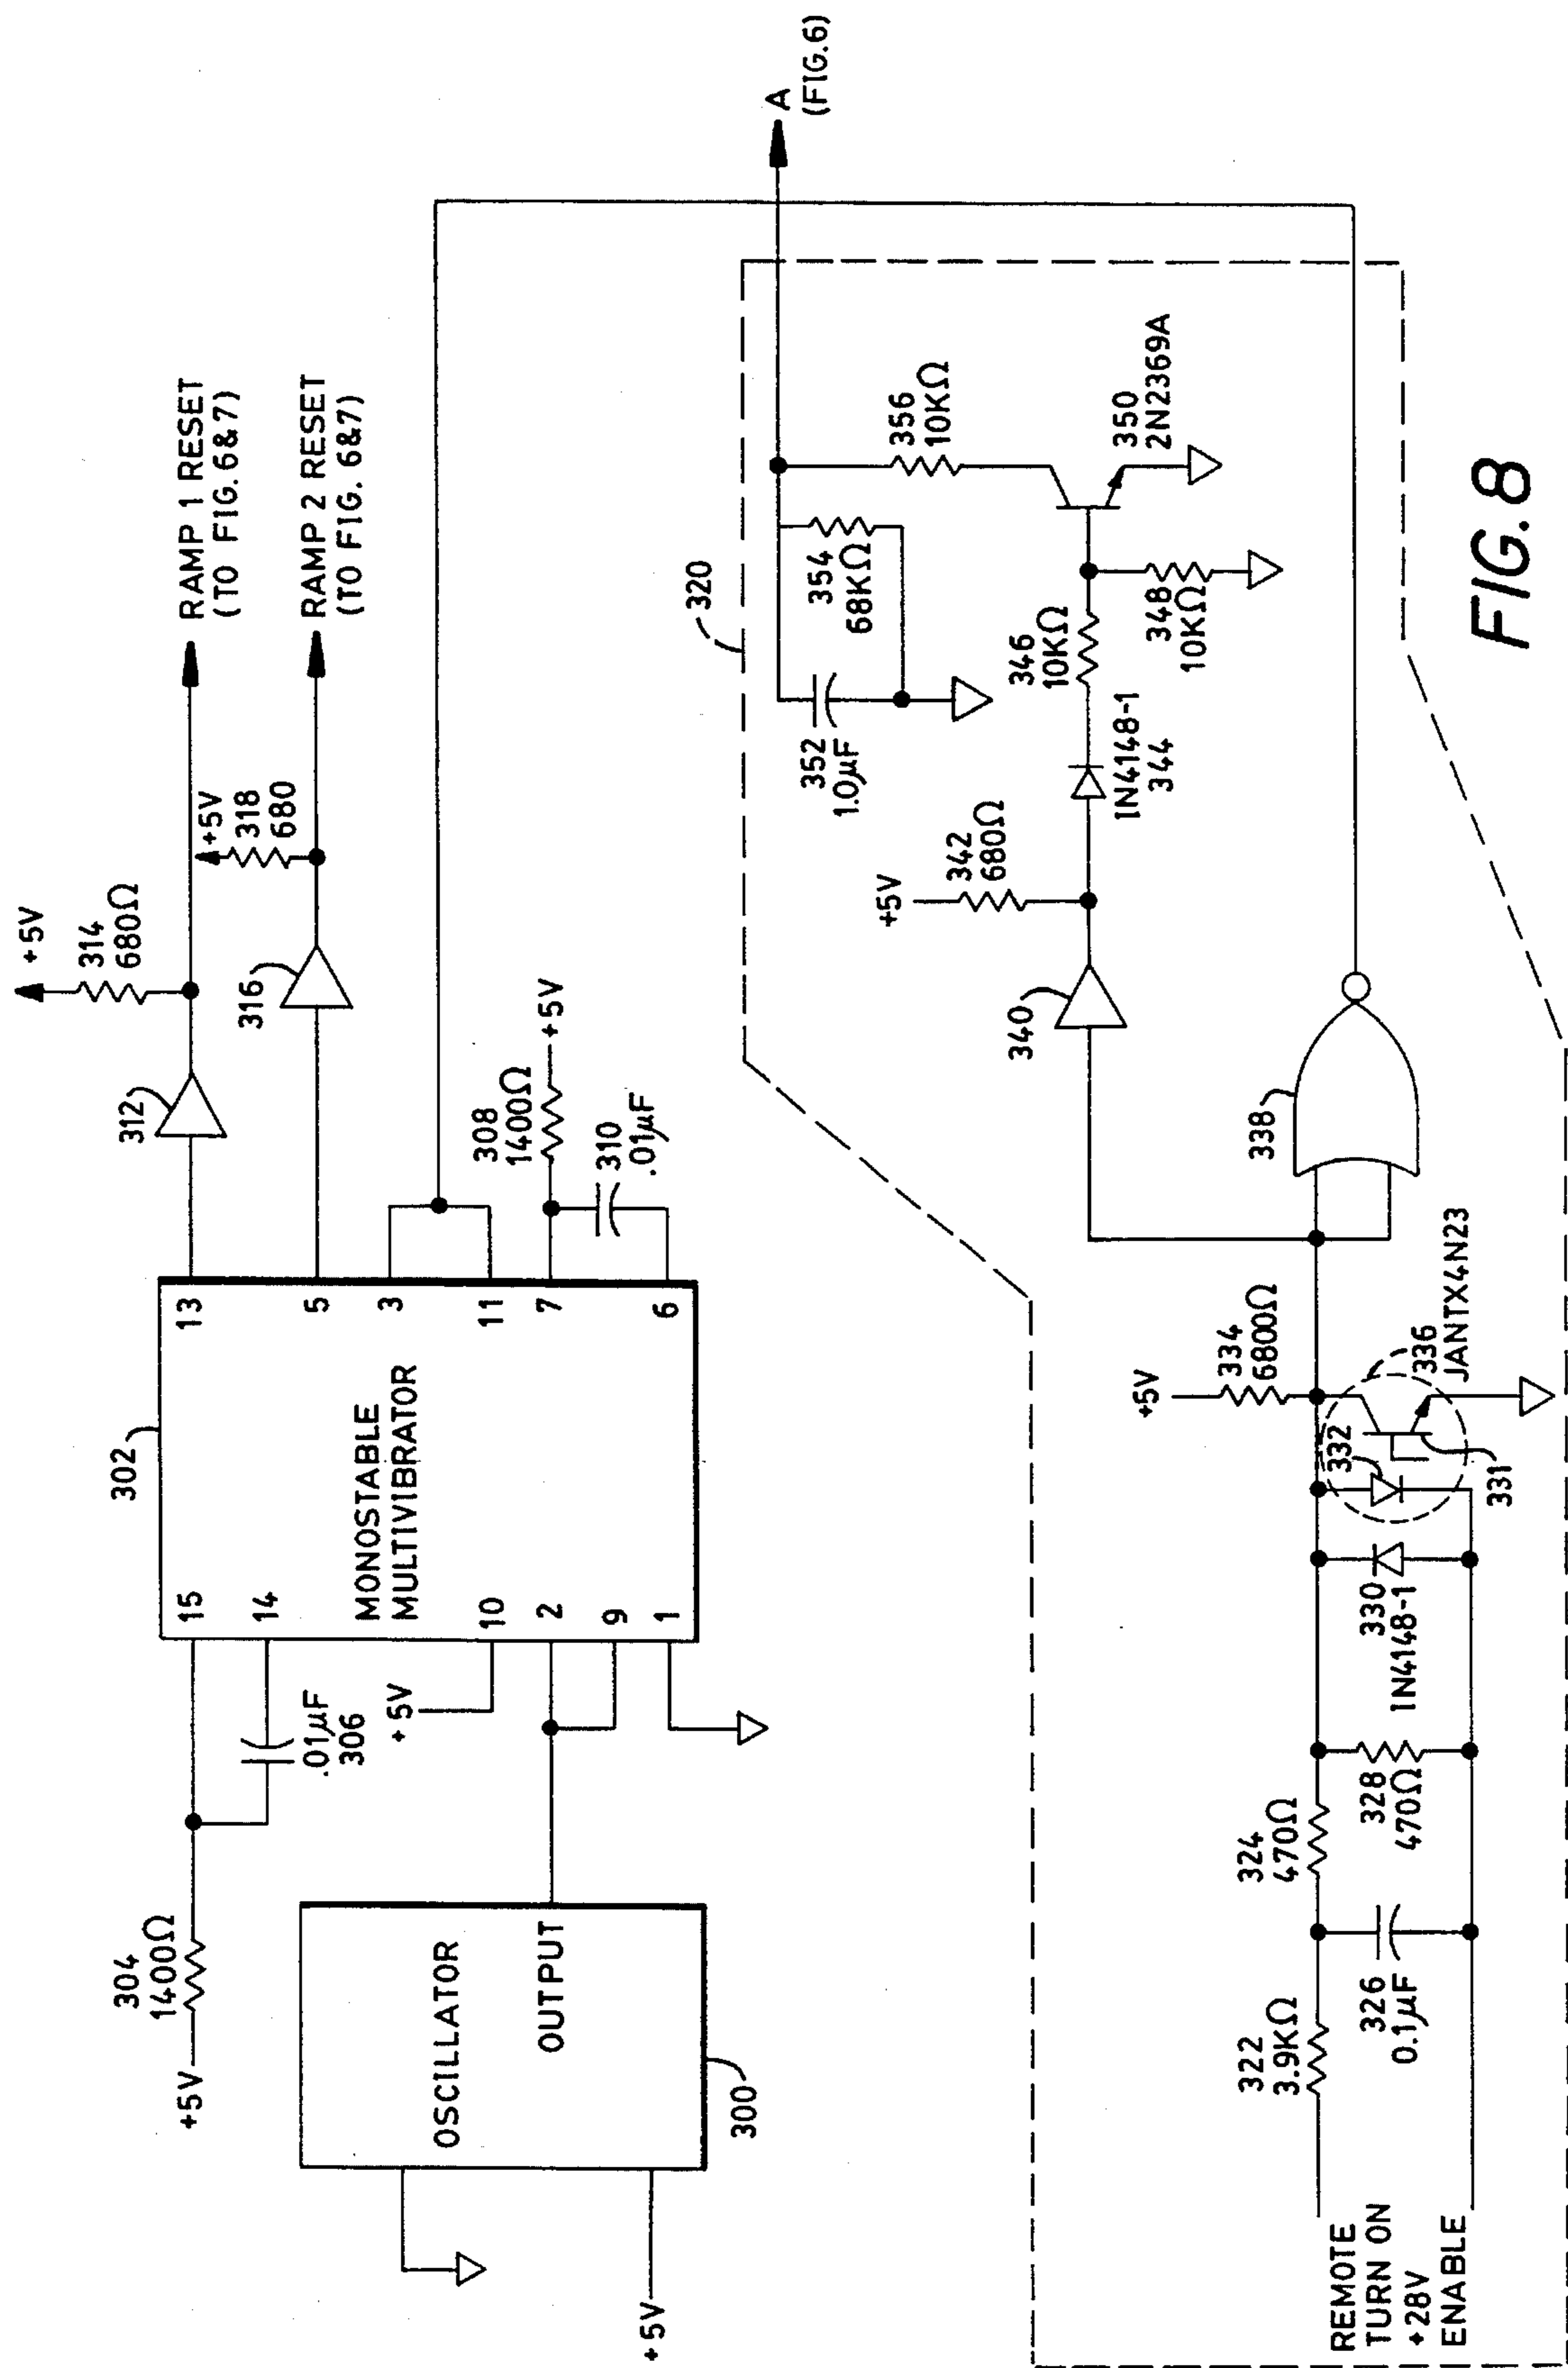 +5V
304
1400Ω
.01μF
306
15
14
302
MONOSTABLE
MULTIVIBRATOR
10
2
9
1
+5V
13
5
3
11
7
6
312
314
680Ω
+5V
316
+5V
318
680
RAMP 1 RESET
(TO FIG. 6&7)
RAMP 2 RESET
(TO FIG. 6&7)
308
1400Ω
+5V
310
.01μF
OSCILLATOR
OUTPUT
300
+5V
A
(FIG.6)
320
352
1.0μF
354
68KΩ
356
10KΩ
350
2N2369A
346
10KΩ
348
10KΩ
1N4148-1
344
+5V
342
680Ω
340
338
+5V
334
6800Ω
336
JANTX4N23
332
331
330
1N4148-1
328
470Ω
324
470Ω
326
0.1μF
322
3.9KΩ
REMOTE
TURN ON
+28V
ENABLE
FIG.8